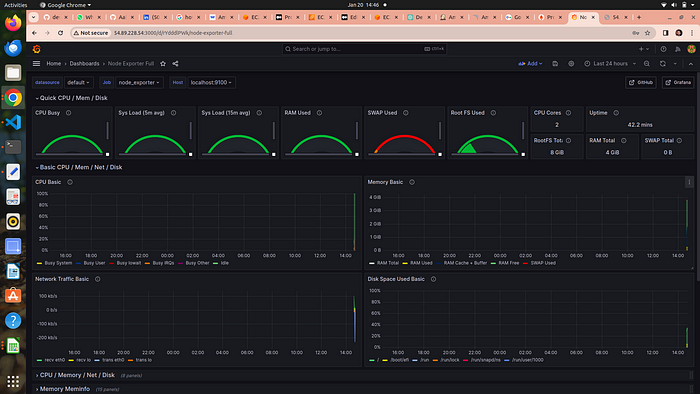 Activities Google Chrome Jan 20 14:46
Not secure 54.89.228.54:3000/d/rYdddlPWk/node-exporter-full
Search or jump to... ctrl+k
Home > Dashboards > Node Exporter Full Add Last 24 hours
datasource default Job node_exporter Host localhost:9100 GitHub Grafana
Quick CPU / Mem / Disk
CPU Busy Sys Load (5m avg) Sys Load (15m avg) RAM Used SWAP Used Root FS Used CPU Cores Uptime
2 42.2 mins
RootFS Tot: RAM Total SWAP Total
8 GiB 4 GiB 0 B
Basic CPU / Mem / Net / Disk
CPU Basic Memory Basic
100%
80%
60%
40%
20%
0%
16:00 18:00 20:00 22:00 00:00 02:00 04:00 06:00 08:00 10:00 12:00 14:00
Busy System Busy User Busy Iowait Busy IRQs Busy Other Idle
4 GiB
3 GiB
2 GiB
1 GiB
0 B
16:00 18:00 20:00 22:00 00:00 02:00 04:00 06:00 08:00 10:00 12:00 14:00
RAM Total RAM Used RAM Cache + Buffer RAM Free SWAP Used
Network Traffic Basic Disk Space Used Basic
100 kb/s
0 b/s
-100 kb/s
-200 kb/s
16:00 18:00 20:00 22:00 00:00 02:00 04:00 06:00 08:00 10:00 12:00 14:00
recv eth0 recv lo trans eth0 trans lo
100%
80%
60%
40%
20%
0%
16:00 18:00 20:00 22:00 00:00 02:00 04:00 06:00 08:00 10:00 12:00 14:00
/ /boot/efi /run /run/lock /run/snapd/ns /run/user/1000
CPU / Memory / Net / Disk (8 panels)
Memory Meminfo (15 panels)